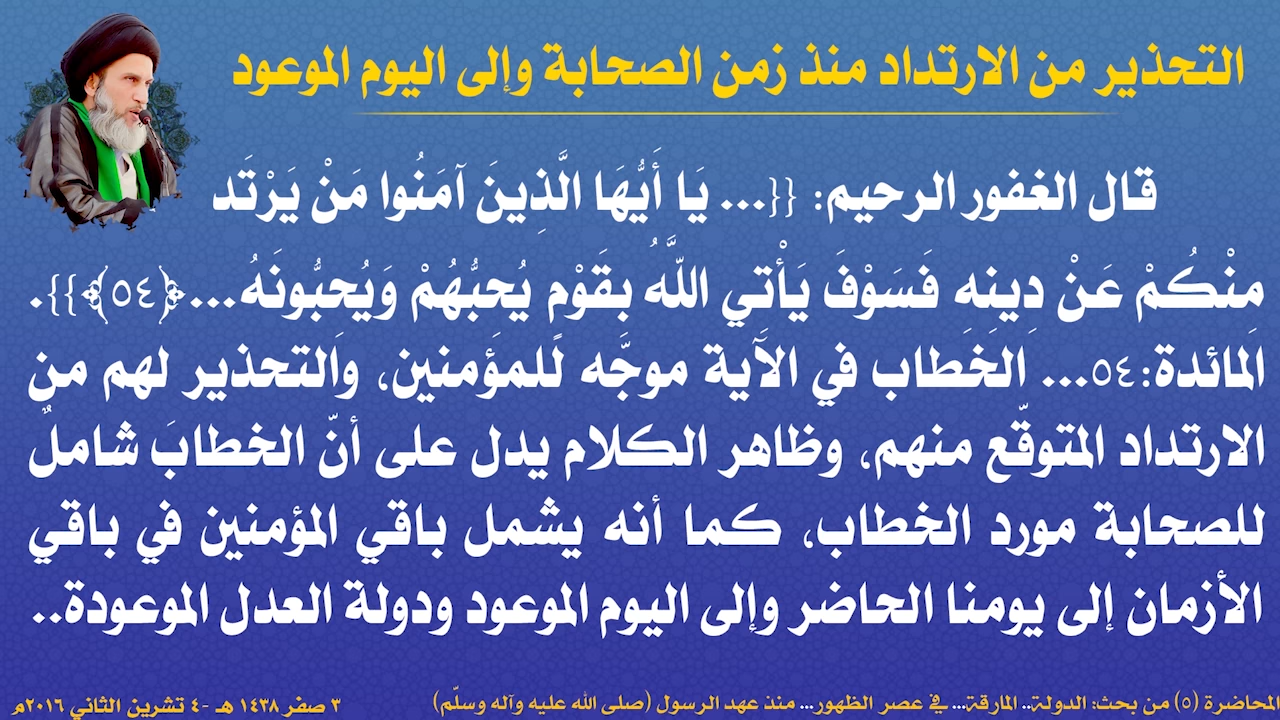 التحذير من الارتداد منذ زمن الصحابة وإلى اليوم الموعود
قال الغفور الرحيم: {{... يَا أَيُّهَا الَّذِينَ آمَنُوا مَنْ يَرْتَد
مِنْكُمْ عَنْ دِينِه فَسَوْفَ يَأْتِي اللَّهُ بِقَوْمٍ يُحِبُّهُمْ وَيُحِبُّونَهُ...﴿٥٤﴾}}.
المائدة:٥٤... الخطاب في الآية موجَّه للمؤمنين، والتحذير لهم من
الارتداد المتوقّع منهم، وظاهر الكلام يدل على أنّ الخطابَ شاملٌ
للصحابة مورد الخطاب، كما أنه يشمل باقي المؤمنين في باقي
الأزمان إلى يومنا الحاضر وإلى اليوم الموعود ودولة العدل الموعودة..
المحاضرة (٥) من بحث: الدولة.. المارقة... في عصر الظهور... منذ عهد الرسول (صلى الله عليه وآله وسلّم)
٣ صفر ١٤٣٨ هـ -٤ تشرين الثاني ٢٠١٦م